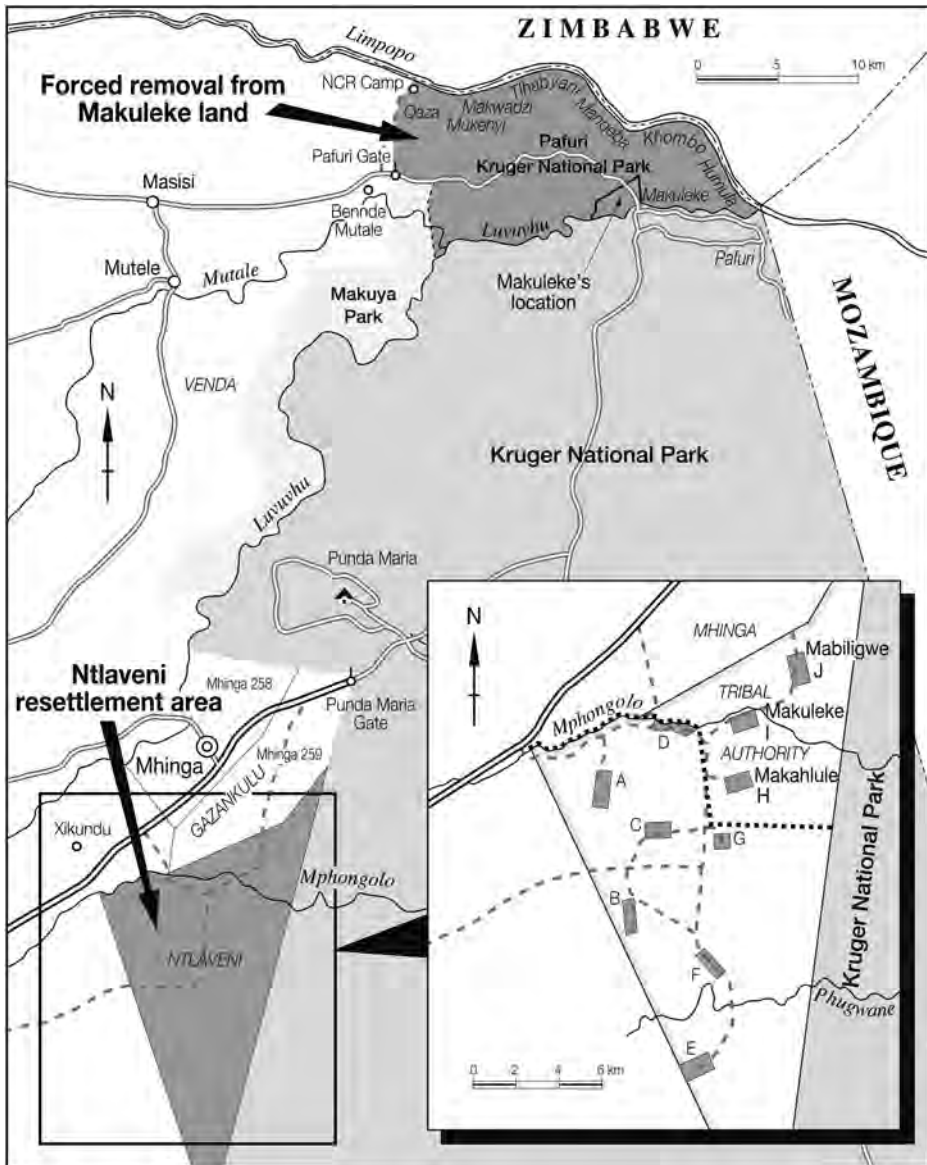 ZIMBABWE
Limpopo
NCR Camp
0 5 10 km
Forced removal from
Makuleke land
Qaza
Makwadzi
Mukenyi
Tlhabyani
Mangeba
Khombo
Humula
Pafuri
Kruger National Park
Pafuri Gate
Makuleke
Masisi
Bennde
Mutale
Luvuvhu
Pafuri
Mutele
Mutale
Makuleke's
location
Makuya
Park
MOZAMBIQUE
N
VENDA
Kruger National Park
Luvuvhu
Punda Maria
Ntlaveni
resettlement area
Mhinga 258
Punda Maria
Gate
Mhinga
Mhinga 259
GAZANKULU
Xikundu
Mphongolo
NTLAVENI
N
MHINGA
Mabiligwe
J
TRIBAL
Mphongolo
Makuleke
I
D
AUTHORITY
A
Makahlule
H
C
G
Kruger National Park
B
F
Phugwane
E
0 2 4 6 km